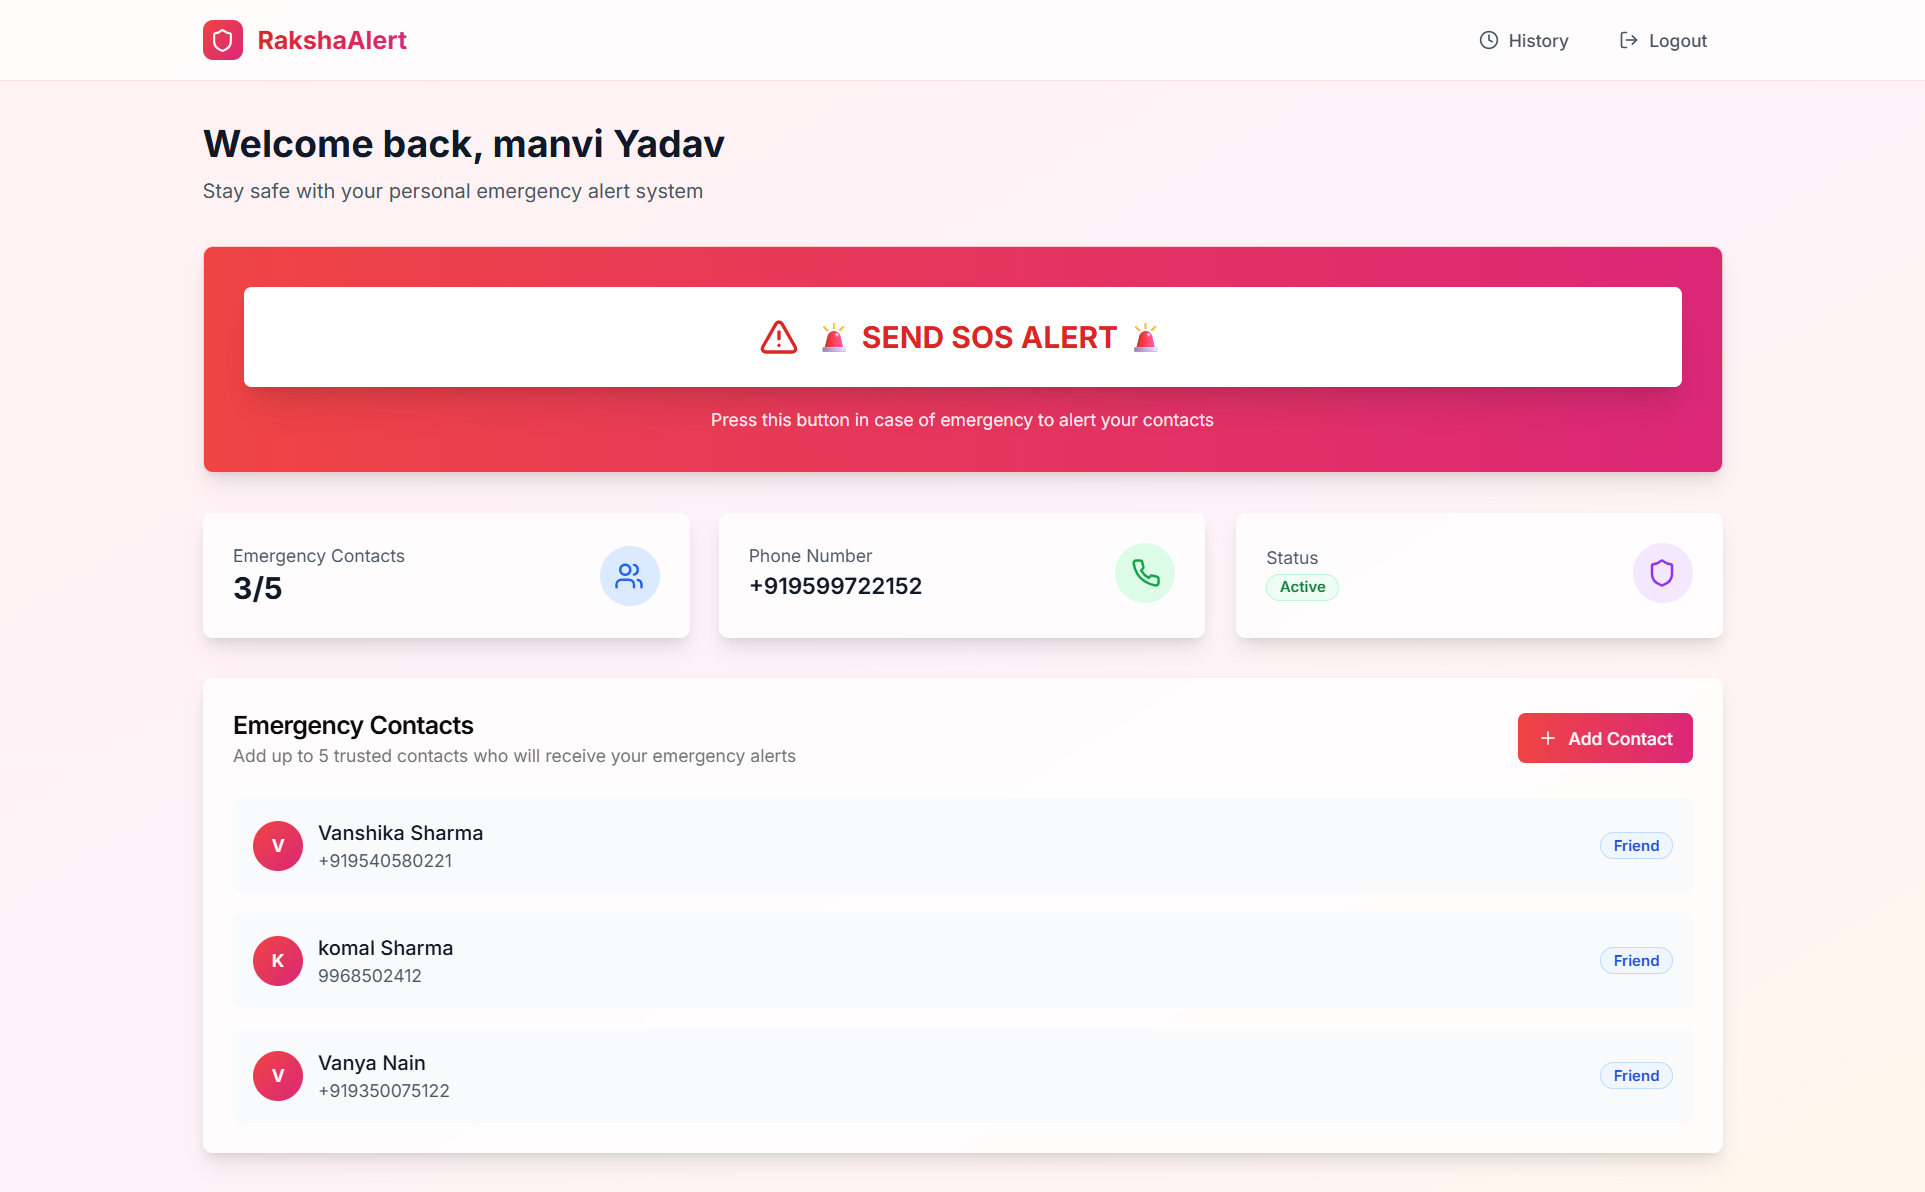 RakshaAlert
History
Logout
Welcome back, manvi Yadav
Stay safe with your personal emergency alert system
🚨 SEND SOS ALERT 🚨
Press this button in case of emergency to alert your contacts
Emergency Contacts
3/5
Phone Number
+919599722152
Status
Active
Emergency Contacts
Add up to 5 trusted contacts who will receive your emergency alerts
+ Add Contact
V
Vanshika Sharma
+919540580221
Friend
K
komal Sharma
9968502412
Friend
V
Vanya Nain
+919350075122
Friend